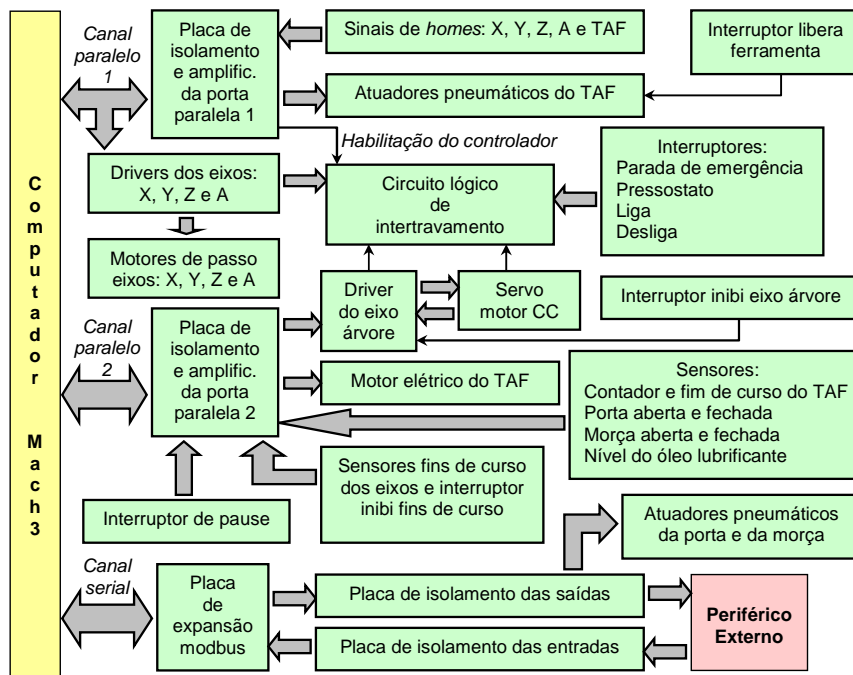 Computador Mach3
Canal
paralelo
1
Placa de
isolamento
e amplific.
da porta
paralela 1
Sinais de homes: X, Y, Z, A e TAF
Interruptor libera
ferramenta
Atuadores pneumáticos do TAF
Habilitação do controlador
Drivers dos eixos:
X, Y, Z e A
Circuito lógico
de
intertravamento
Interruptores:
Parada de emergência
Pressostato
Liga
Desliga
Motores de passo
eixos: X, Y, Z e A
Driver
do eixo
árvore
Servo
motor CC
Interruptor inibi eixo árvore
Canal
paralelo
2
Placa de
isolamento
e amplific.
da porta
paralela 2
Motor elétrico do TAF
Sensores:
Contador e fim de curso do TAF
Porta aberta e fechada
Morça aberta e fechada
Nível do óleo lubrificante
Interruptor de pause
Sensores fins de curso
dos eixos e interruptor
inibi fins de curso
Atuadores pneumáticos
da porta e da morça
Canal
serial
Placa
de
expansão
modbus
Placa de isolamento das saídas
Placa de isolamento das entradas
Periférico
Externo